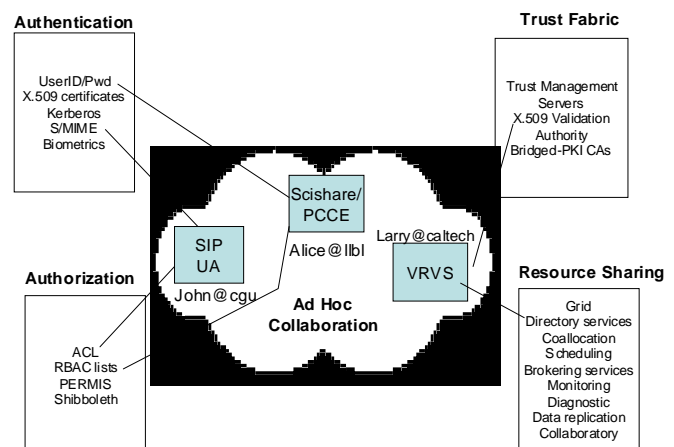 Authentication
UserID/Pwd
X.509 certificates
Kerberos
S/MIME
Biometrics
Trust Fabric
Trust Management
Servers
X.509 Validation
Authority
Bridged-PKI CAs
Scishare/
PCCE
Alice@llbl
SIP
UA
John@cgu
Larry@caltech
VRVS
Ad Hoc
Collaboration
Authorization
ACL
RBAC lists
PERMIS
Shibboleth
Resource Sharing
Grid
Directory services
Coallocation
Scheduling
Brokering services
Monitoring
Diagnostic
Data replication
Collaboratory